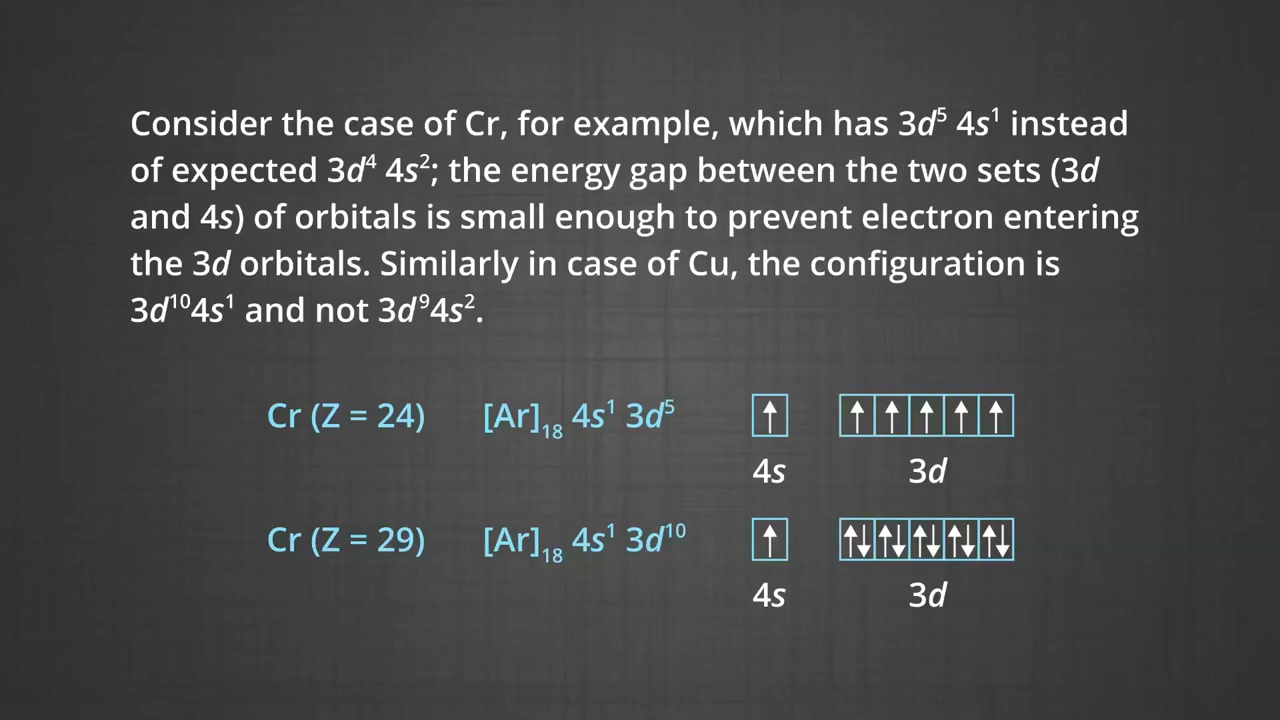 Consider the case of Cr, for example, which has 3d⁵ 4s¹ instead
of expected 3d⁴ 4s²; the energy gap between the two sets (3d
and 4s) of orbitals is small enough to prevent electron entering
the 3d orbitals. Similarly in case of Cu, the configuration is
3d¹⁰4s¹ and not 3d⁹4s².
Cr (Z = 24) [Ar]₁₈ 4s¹ 3d⁵ ↑ ↑ ↑ ↑ ↑ ↑
4s 3d
Cr (Z = 29) [Ar]₁₈ 4s¹ 3d¹⁰ ↑ ↑↓ ↑↓ ↑↓ ↑↓ ↑↓
4s 3d